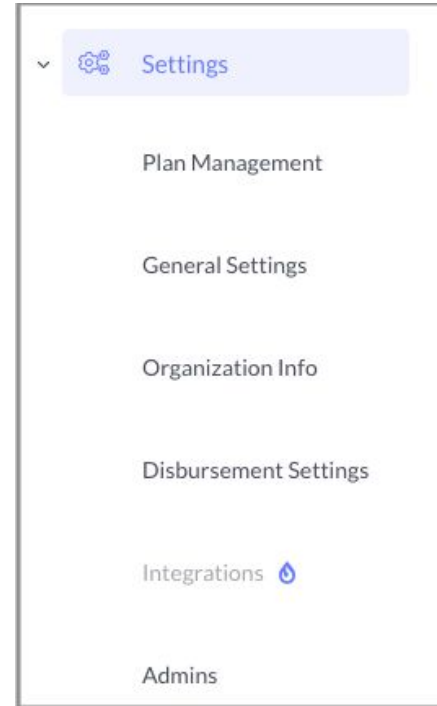 Settings
Plan Management
General Settings
Organization Info
Disbursement Settings
Integrations
Admins